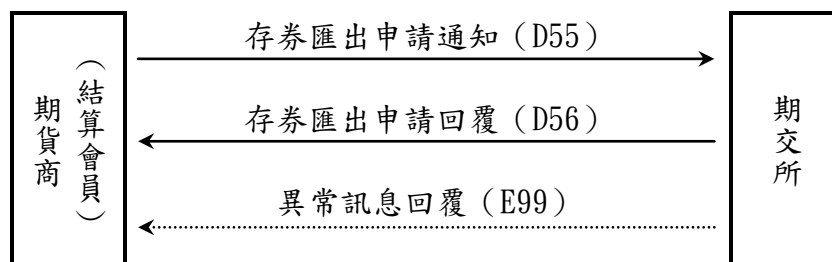 期貨商
（結算會員）
存券匯出申請通知（D55）
存券匯出申請回覆（D56）
異常訊息回覆（E99）
期交所